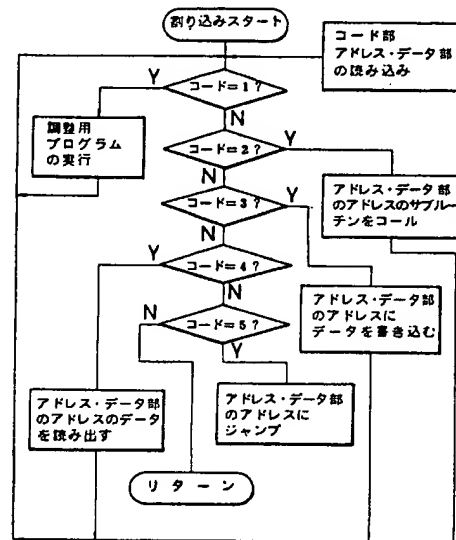 割り込みスタート
コード部
アドレス・データ部
の読み込み
Y
コード=1?
N
調整用
プログラム
の実行
コード=2?
Y
N
アドレス・データ部
のアドレスのサブルー
チンをコール
コード=3?
Y
N
Y
コード=4?
N
アドレス・データ部
のアドレスに
データを書き込む
N
コード=5?
Y
アドレス・データ部
のアドレスのデータ
を読み出す
アドレス・データ部
のアドレスに
ジャンプ
リターン